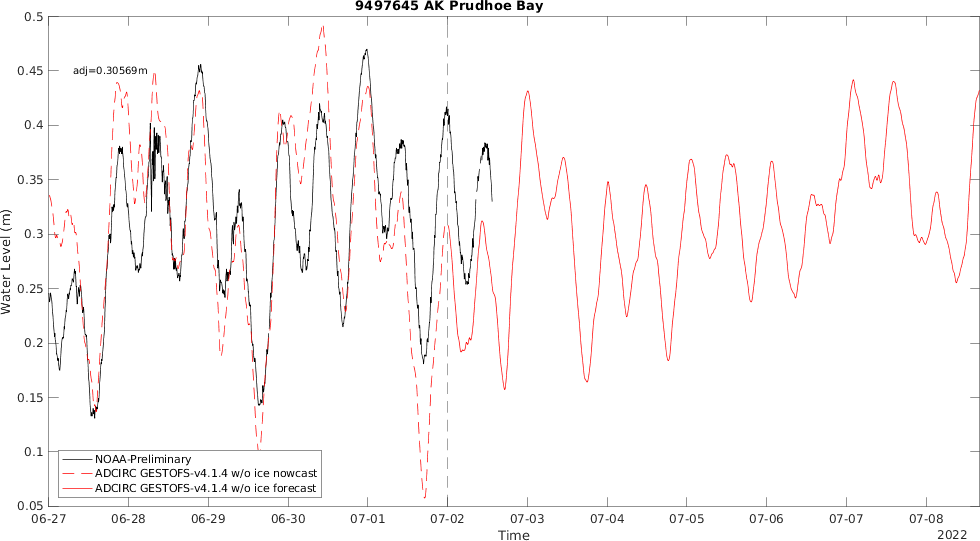 9497645 AK Prudhoe Bay
0.5
0.45
0.4
0.35
0.3
0.25
0.2
0.15
0.1
0.05
Water Level (m)
adj=0.30569m
NOAA-Preliminary
ADCIRC GESTOFS-v4.1.4 w/o ice nowcast
ADCIRC GESTOFS-v4.1.4 w/o ice forecast
06-27 06-28 06-29 06-30 07-01 07-02 07-03 07-04 07-05 07-06 07-07 07-08
Time
2022